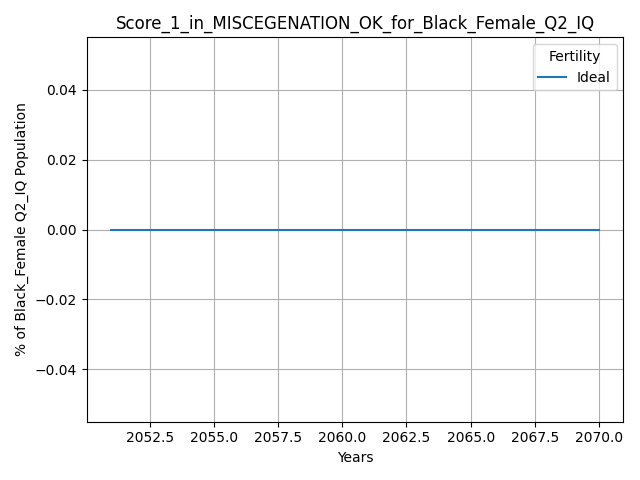 Score_1_in_MISCEGENATION_OK_for_Black_Female_Q2_IQ
Fertility
Ideal
% of Black_Female Q2_IQ Population
0.04
0.02
0.00
−0.02
−0.04
2052.5 2055.0 2057.5 2060.0 2062.5 2065.0 2067.5 2070.0
Years